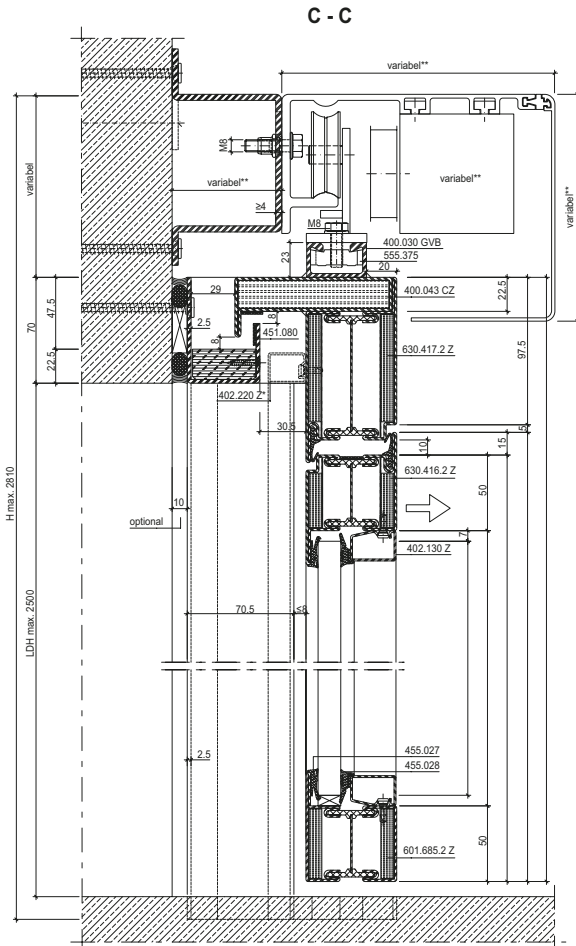 C - C
variabel**
variabel
variabel**
M8
≥4
M8
variabel**
variabel**
400.030 GVB
555.375
23
20
29
400.043 CZ
22.5
47.5
2.5
8
8
451.080
630.417.2 Z
97.5
70
22.5
402.220 Z*
30.5
5
10
15
630.416.2 Z
50
10
optional
7
402.130 Z
H max. 2810
LDH max. 2500
70.5
≤8
2.5
455.027
455.028
50
601.685.2 Z